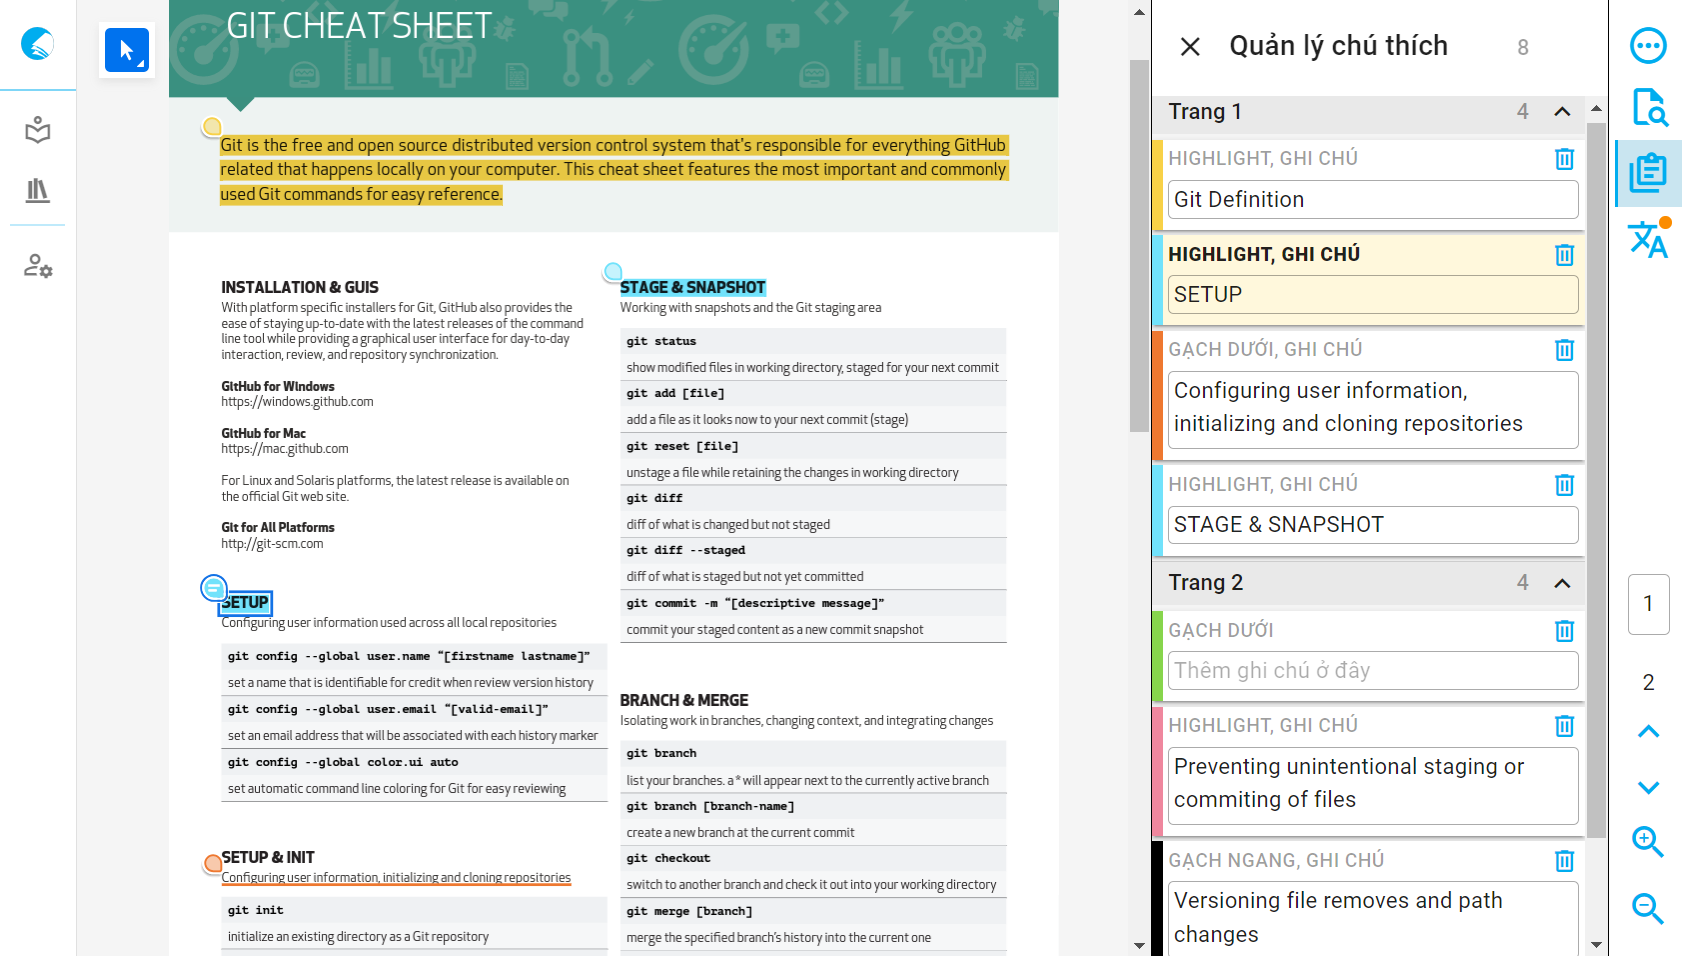 GIT CHEAT SHEET
Git is the free and open source distributed version control system that's responsible for everything GitHub
related that happens locally on your computer. This cheat sheet features the most important and commonly
used Git commands for easy reference.
INSTALLATION & GUIS
With platform specific installers for Git, GitHub also provides the
ease of staying up-to-date with the latest releases of the command
line tool while providing a graphical user interface for day-to-day
interaction, review, and repository synchronization.
GitHub for Windows
https://windows.github.com
GitHub for Mac
https://mac.github.com
For Linux and Solaris platforms, the latest release is available on
the official Git web site.
Git for All Platforms
http://git-scm.com
SETUP
Configuring user information used across all local repositories
git config --global user.name “[firstname lastname]”
set a name that is identifiable for credit when review version history
git config --global user.email “[valid-email]”
set an email address that will be associated with each history marker
git config --global color.ui auto
set automatic command line coloring for Git for easy reviewing
SETUP & INIT
Configuring user information, initializing and cloning repositories
git init
initialize an existing directory as a Git repository
STAGE & SNAPSHOT
Working with snapshots and the Git staging area
git status
show modified files in working directory, staged for your next commit
git add [file]
add a file as it looks now to your next commit (stage)
git reset [file]
unstage a file while retaining the changes in working directory
git diff
diff of what is changed but not staged
git diff --staged
diff of what is staged but not yet committed
git commit -m “[descriptive message]”
commit your staged content as a new commit snapshot
BRANCH & MERGE
Isolating work in branches, changing context, and integrating changes
git branch
list your branches. a * will appear next to the currently active branch
git branch [branch-name]
create a new branch at the current commit
git checkout
switch to another branch and check it out into your working directory
git merge [branch]
merge the specified branch's history into the current one
Quản lý chú thích 8
Trang 1 4
HIGHLIGHT, GHI CHÚ
Git Definition
HIGHLIGHT, GHI CHÚ
SETUP
GẠCH DƯỚI, GHI CHÚ
Configuring user information,
initializing and cloning repositories
HIGHLIGHT, GHI CHÚ
STAGE & SNAPSHOT
Trang 2 4
GẠCH DƯỚI
Thêm ghi chú ở đây
HIGHLIGHT, GHI CHÚ
Preventing unintentional staging or
commiting of files
GẠCH NGANG, GHI CHÚ
Versioning file removes and path
changes
1
2